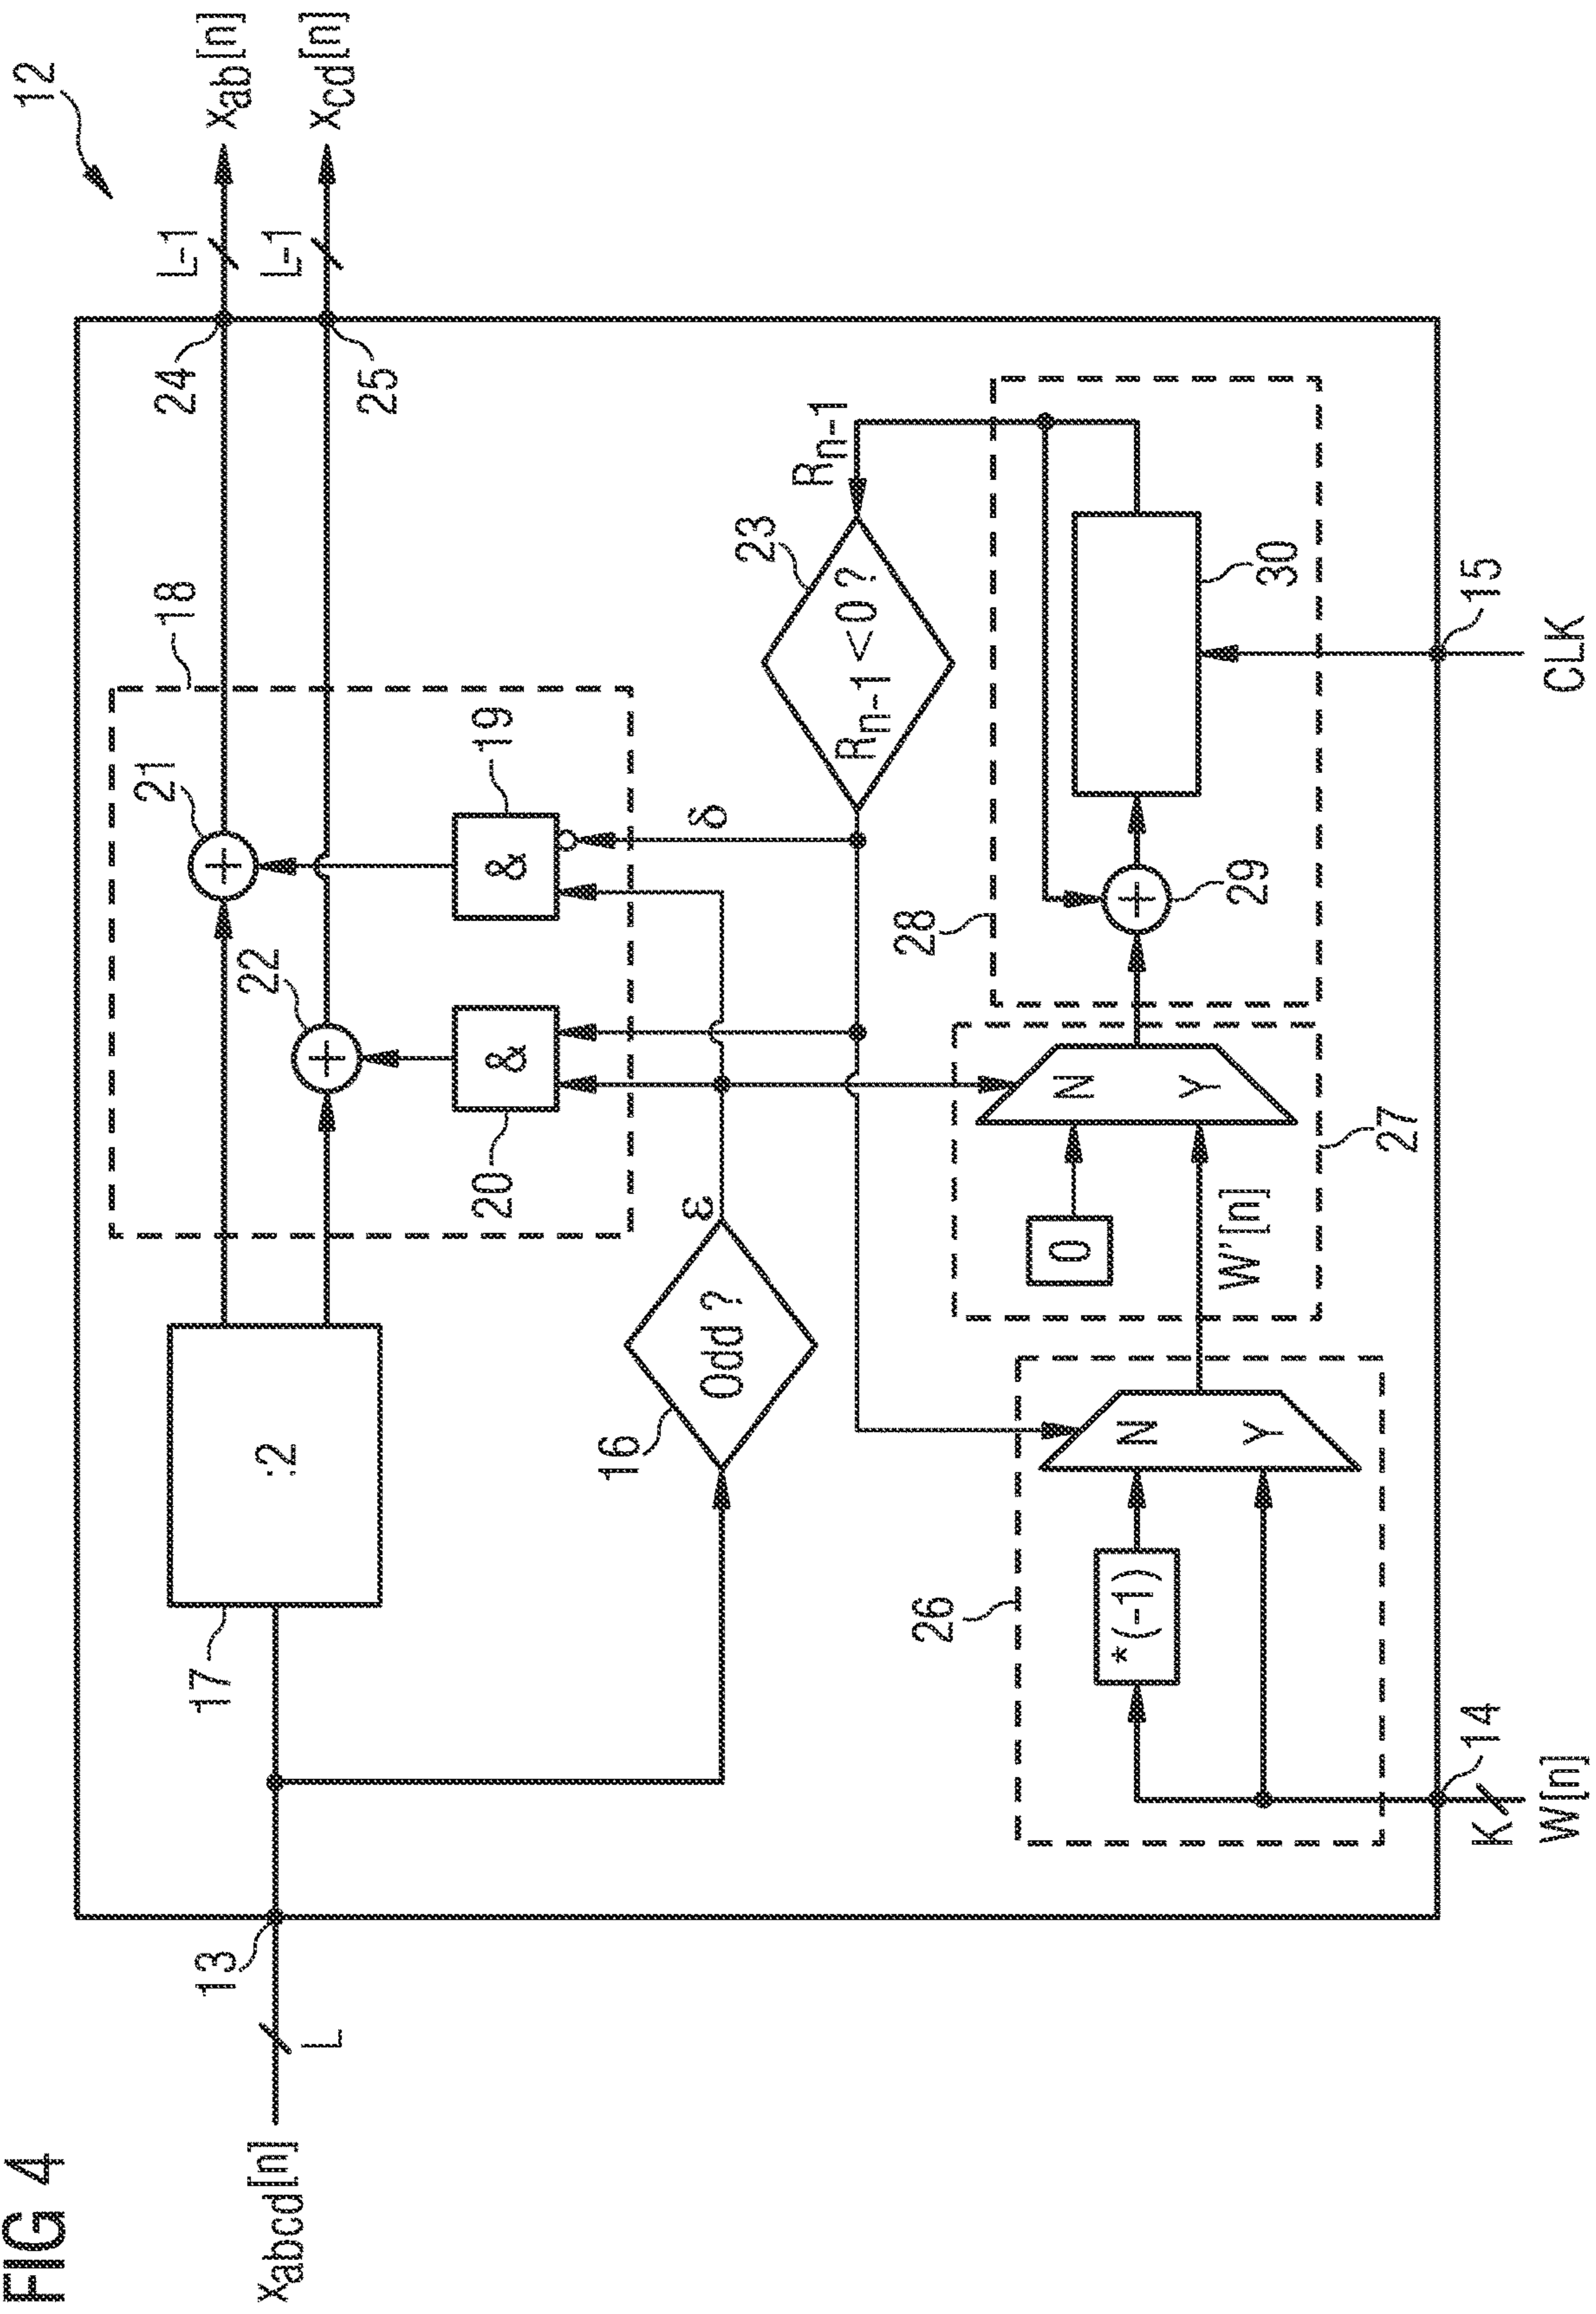 FIG 4
12
Xabcd[n]
L
13
17
:2
18
21
22
19
&
20
&
24
25
L-1
L-1
Xab[n]
Xcd[n]
16
Odd ?
ε
δ
23
Rn-1 <0 ?
Rn-1
26
*(-1)
N
Y
W'[n]
27
0
N
Y
28
29
30
K
14
W[n]
15
CLK